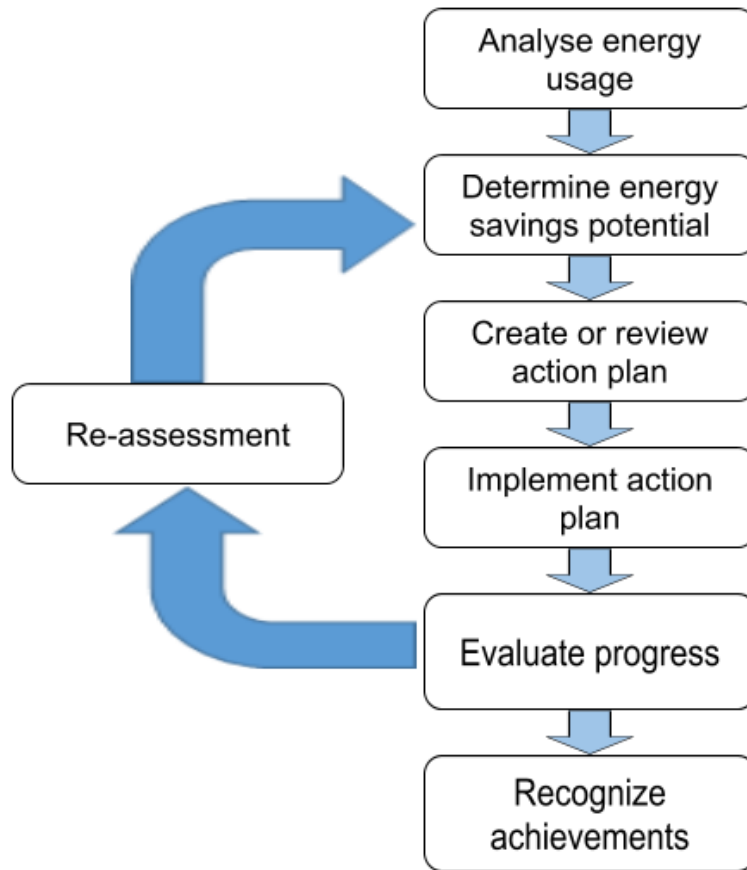 Analyse energy
usage
Determine energy
savings potential
Create or review
action plan
Re-assessment
Implement action
plan
Evaluate progress
Recognize
achievements